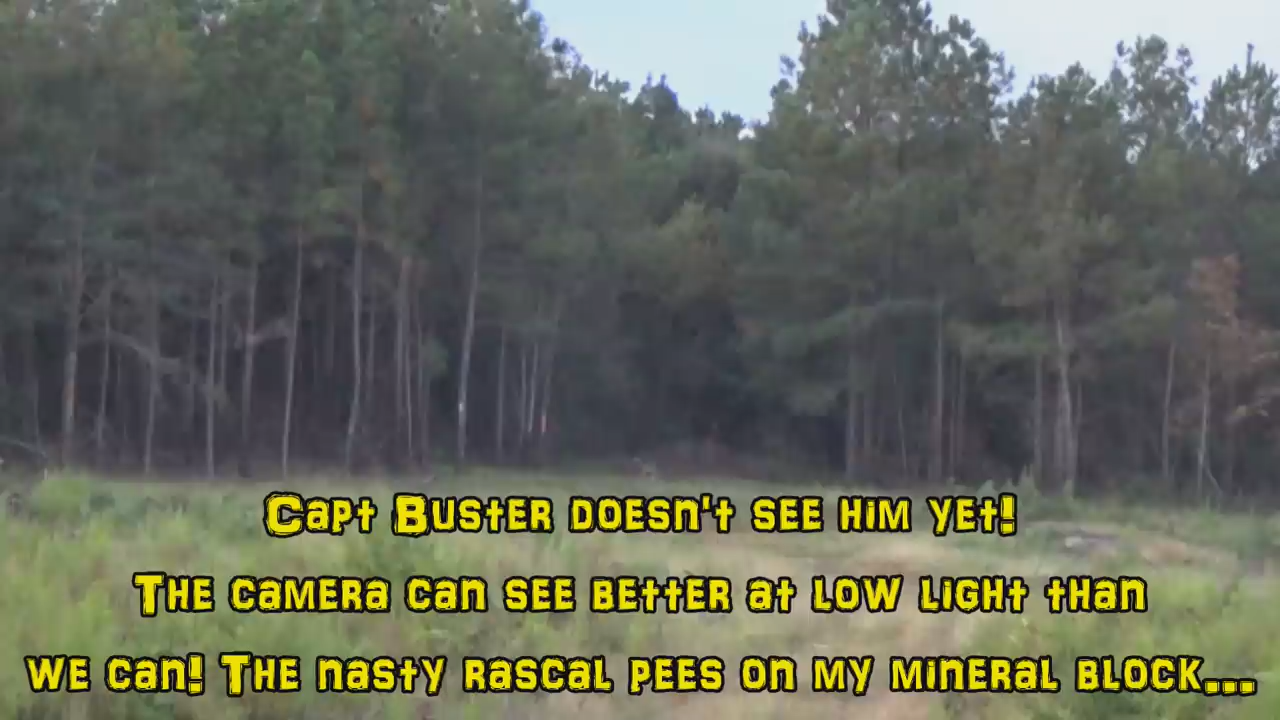 Capt Buster doesn't see him yet!
The camera can see better at low light than
we can! The nasty rascal pees on my mineral block...